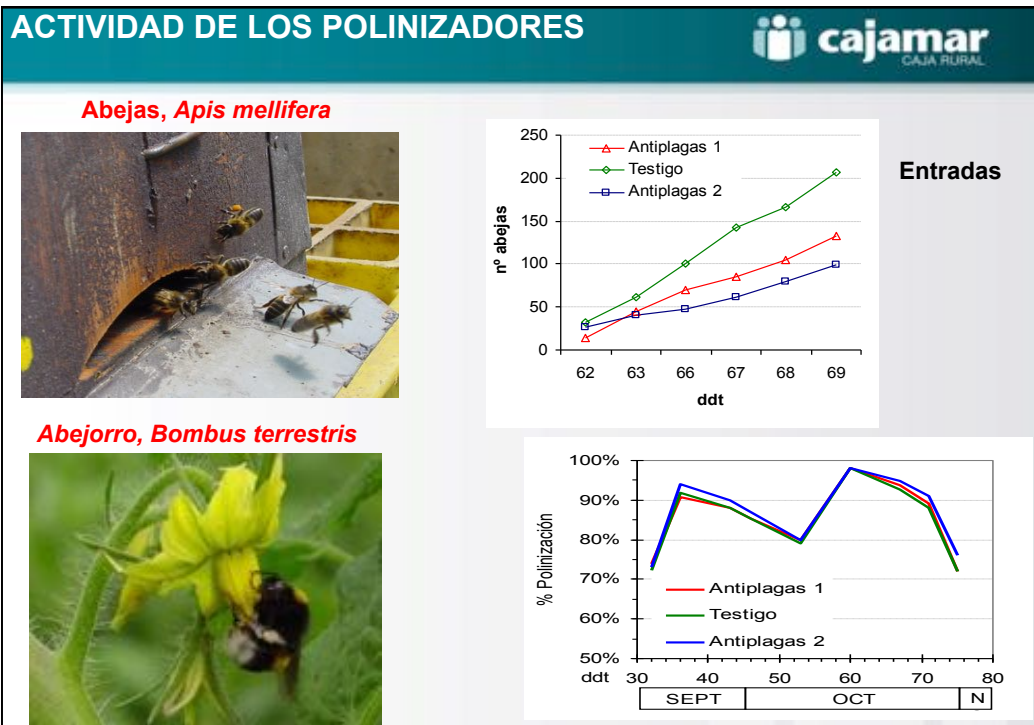 ACTIVIDAD DE LOS POLINIZADORES
cajamar
CAJA RURAL
Abejas, Apis mellifera
250
200
150
100
50
0
nº abejas
Antiplagas 1
Testigo
Antiplagas 2
62 63 66 67 68 69
ddt
Entradas
Abejorro, Bombus terrestris
100%
90%
80%
70%
60%
50%
% Polinización
Antiplagas 1
Testigo
Antiplagas 2
ddt 30 40 50 60 70 80
SEPT OCT N